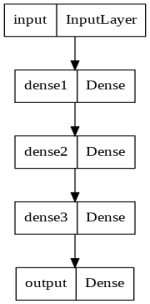 input InputLayer
dense1 Dense
dense2 Dense
dense3 Dense
output Dense